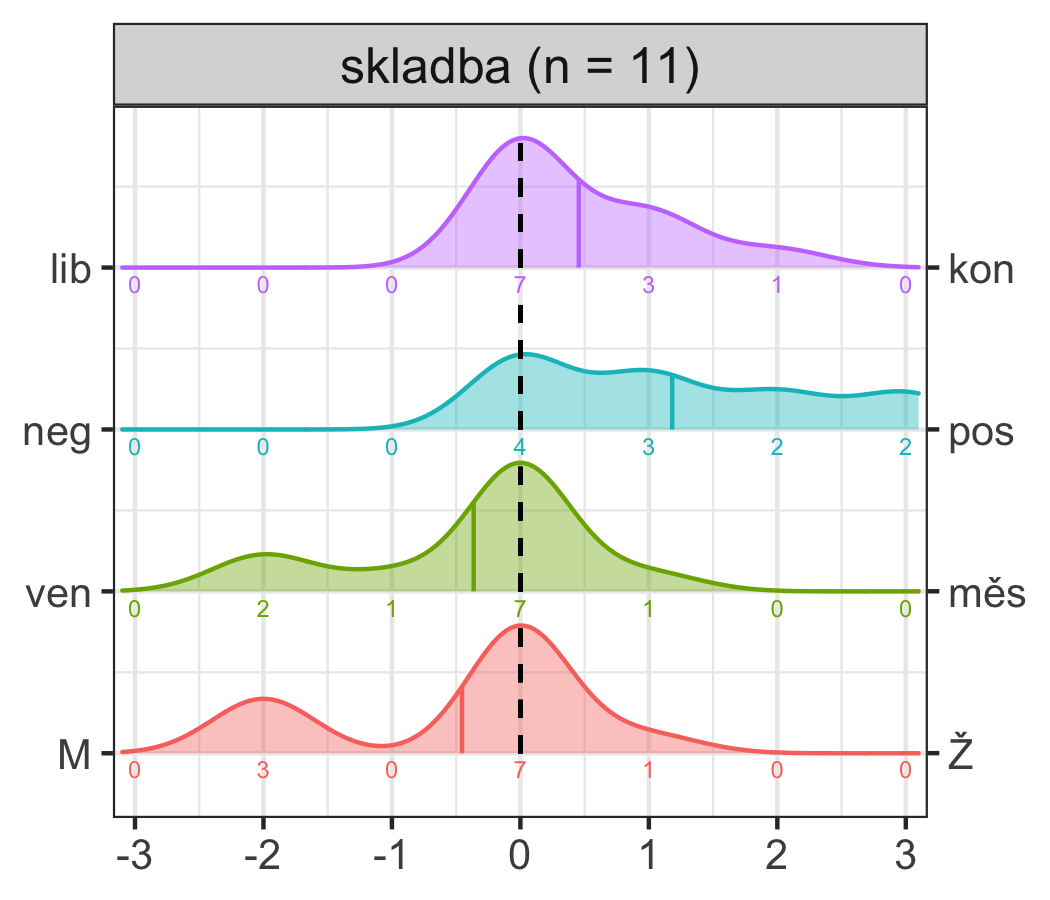 skladba (n = 11)
lib kon
0 0 0 7 3 1 0
neg pos
0 0 0 4 3 2 2
ven měs
0 2 1 7 1 0 0
M Ž
0 3 0 7 1 0 0
-3 -2 -1 0 1 2 3